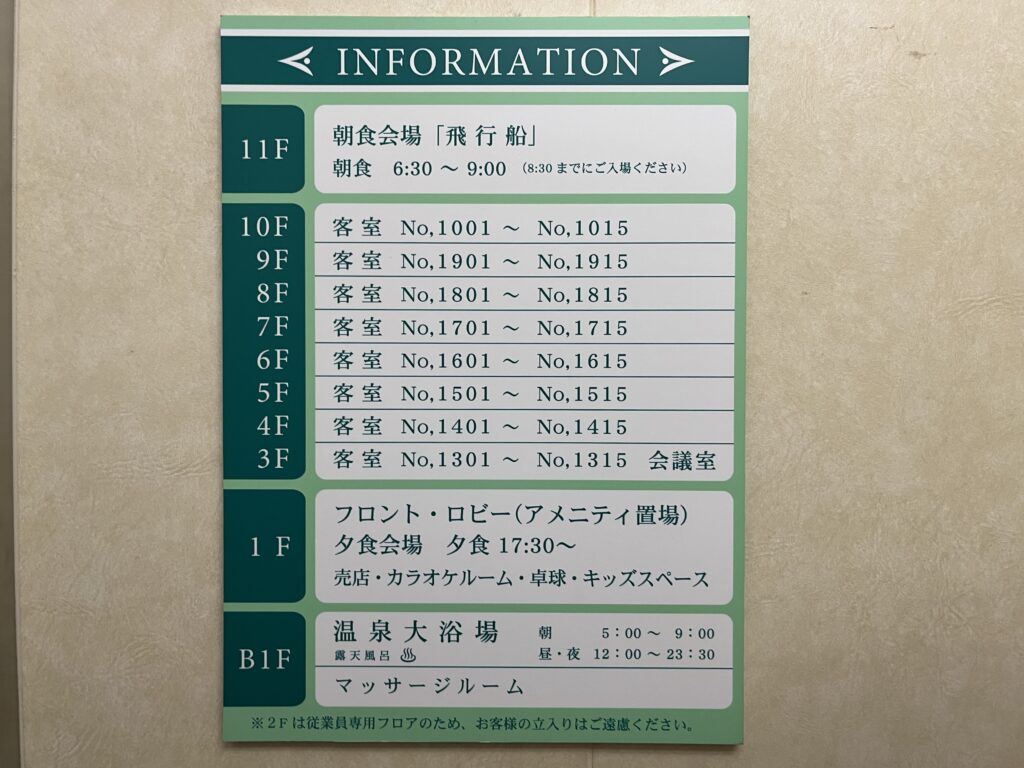 INFORMATION
11F
朝食会場「飛行船」
朝食 6:30 ～ 9:00 (8:30 までにご入場ください)
10F 客室 No,1001 ～ No,1015
9F 客室 No,1901 ～ No,1915
8F 客室 No,1801 ～ No,1815
7F 客室 No,1701 ～ No,1715
6F 客室 No,1601 ～ No,1615
5F 客室 No,1501 ～ No,1515
4F 客室 No,1401 ～ No,1415
3F 客室 No,1301 ～ No,1315 会議室
1F
フロント・ロビー(アメニティ置場)
夕食会場 夕食 17:30～
売店・カラオケルーム・卓球・キッズスペース
B1F
温泉大浴場 朝 5：00 ～ 9：00
露天風呂 ♨ 昼・夜 12：00 ～ 23：30
マッサージルーム
※２Ｆは従業員専用フロアのため、お客様の立入りはご遠慮ください。